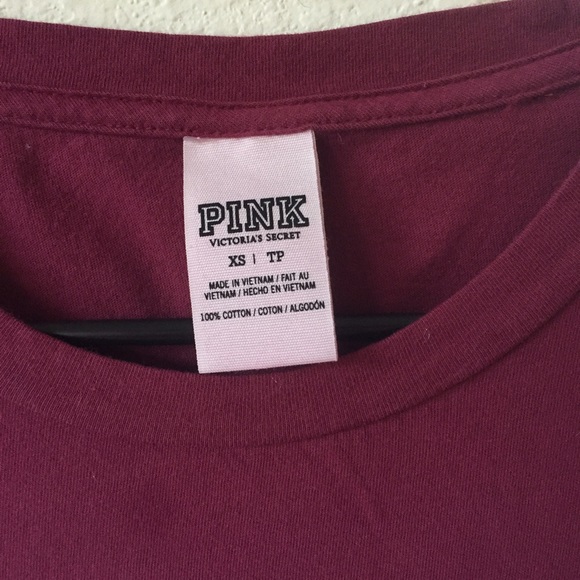 PINK
VICTORIA'S SECRET
XS | TP
MADE IN VIETNAM / FAIT AU
VIETNAM / HECHO EN VIETNAM
100% COTTON / COTON / ALGODÓN